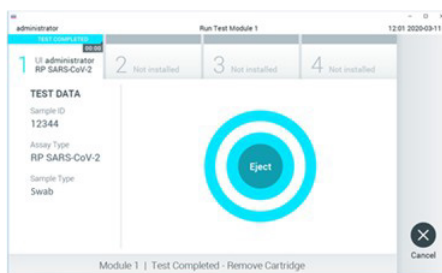 administrator Run Test Module 1 12:01 2020-03-11
TEST COMPLETED
00:00
1 UI administrator
RP SARS-CoV-2
2 Not installed
3 Not installed
4 Not installed
TEST DATA
Sample ID
12344
Assay Type
RP SARS-CoV-2
Sample Type
Swab
Eject
Cancel
Module 1 | Test Completed - Remove Cartridge